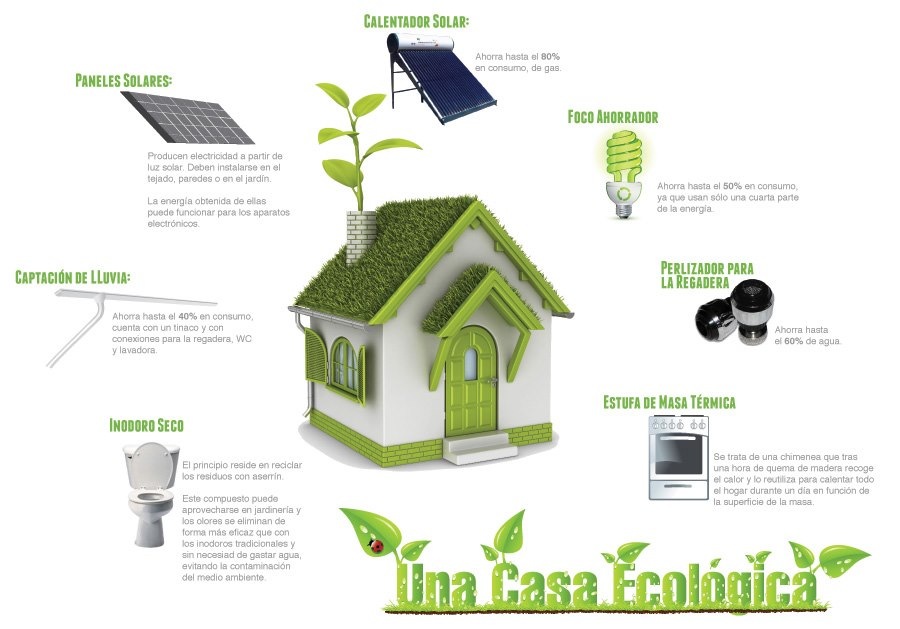 CALENTADOR SOLAR:
Ahorra hasta el 80%
en consumo, de gas.
PANELES SOLARES:
Producen electricidad a partir de
luz solar. Deben instalarse en el
tejado, paredes o en el jardín.
La energía obtenida de ellas
puede funcionar para los aparatos
electrónicos.
FOCO AHORRADOR
Ahorra hasta el 50% en consumo,
ya que usan sólo una cuarta parte
de la energía.
CAPTACIÓN DE LLUVIA:
Ahorra hasta el 40% en consumo,
cuenta con un tinaco y con
conexiones para la regadera, WC
y lavadora.
PERLIZADOR PARA
LA REGADERA
Ahorra hasta
el 60% de agua.
INODORO SECO
El principio reside en reciclar
los residuos con aserrín.
Este compuesto puede
aprovecharse en jardinería y
los olores se eliminan de
forma más eficaz que con
los inodoros tradicionales y
sin necesiad de gastar agua,
evitando la contaminación
del medio ambiente.
ESTUFA DE MASA TÉRMICA
Se trata de una chimenea que tras
una hora de quema de madera recoge
el calor y lo reutiliza para calentar todo
el hogar durante un día en función de
la superficie de la masa.
Una Casa Ecológica